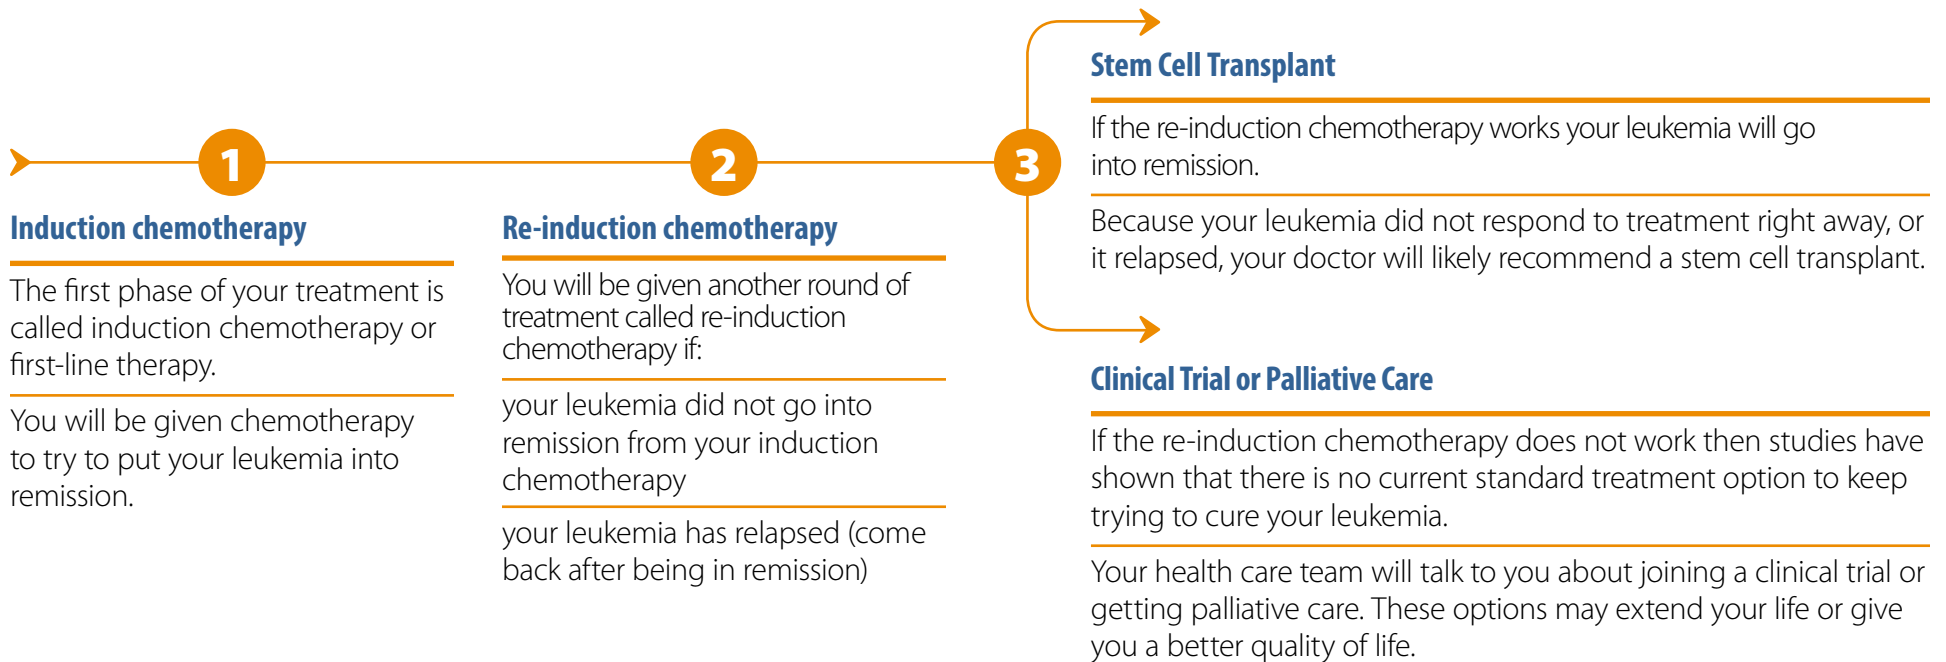 1
Induction chemotherapy
The first phase of your treatment is
called induction chemotherapy or
first-line therapy.
You will be given chemotherapy
to try to put your leukemia into
remission.
2
Re-induction chemotherapy
You will be given another round of
treatment called re-induction
chemotherapy if:
your leukemia did not go into
remission from your induction
chemotherapy
your leukemia has relapsed (come
back after being in remission)
3
Stem Cell Transplant
If the re-induction chemotherapy works your leukemia will go
into remission.
Because your leukemia did not respond to treatment right away, or
it relapsed, your doctor will likely recommend a stem cell transplant.
Clinical Trial or Palliative Care
If the re-induction chemotherapy does not work then studies have
shown that there is no current standard treatment option to keep
trying to cure your leukemia.
Your health care team will talk to you about joining a clinical trial or
getting palliative care. These options may extend your life or give
you a better quality of life.